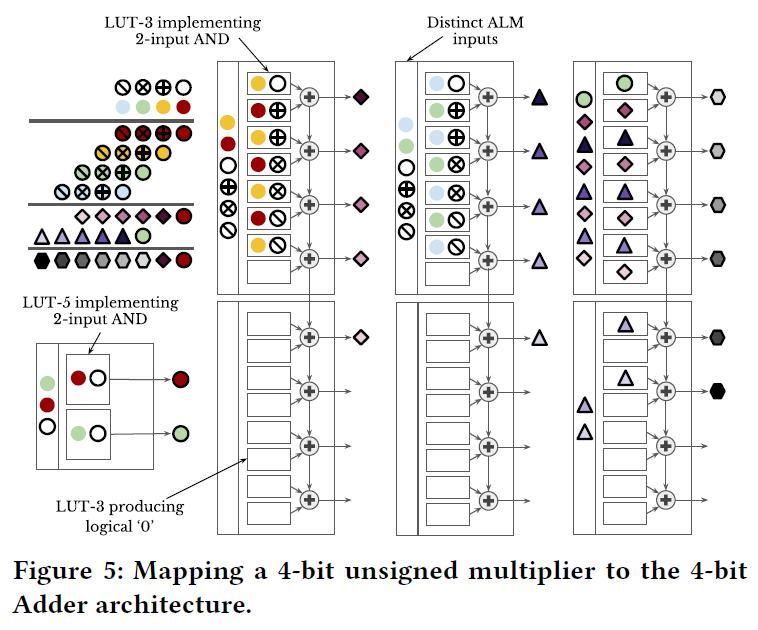 LUT-3 implementing
2-input AND
Distinct ALM
inputs
LUT-5 implementing
2-input AND
LUT-3 producing
logical ‘0’
Figure 5: Mapping a 4-bit unsigned multiplier to the 4-bit
Adder architecture.